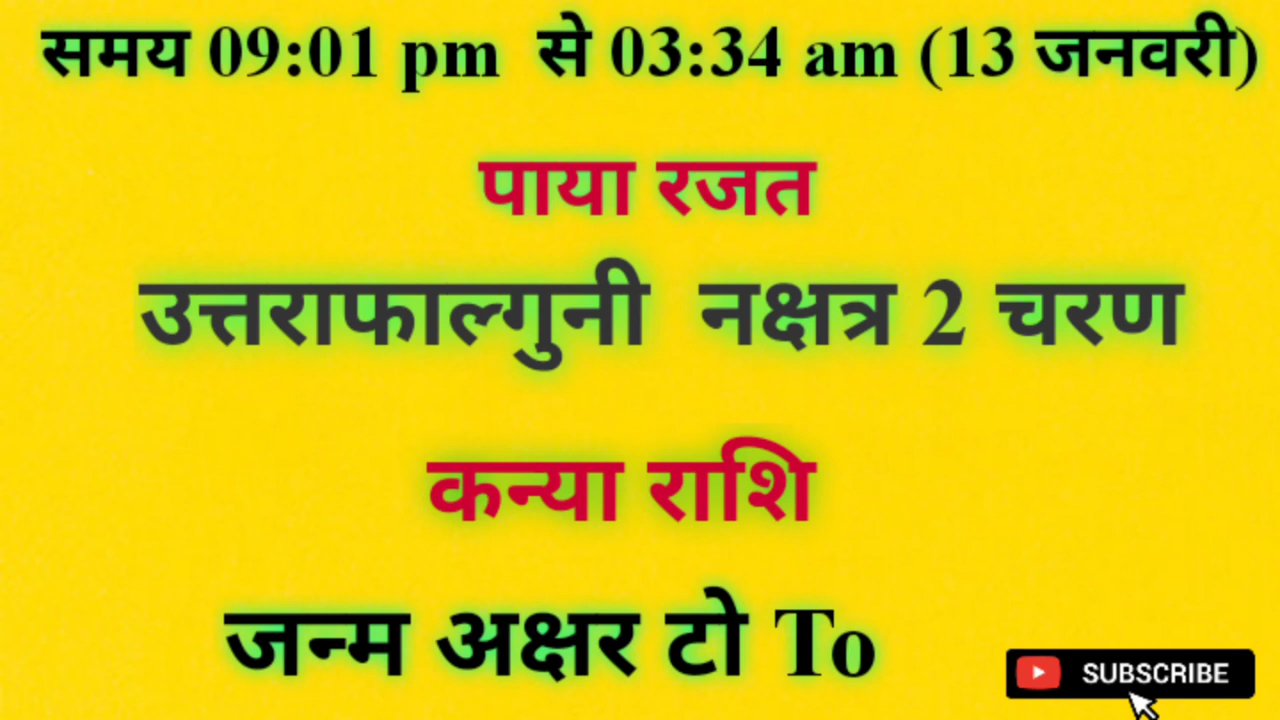 समय 09:01 pm से 03:34 am (13 जनवरी)
पाया रजत
उत्तराफाल्गुनी नक्षत्र 2 चरण
कन्या राशि
जन्म अक्षर टो To
SUBSCRIBE